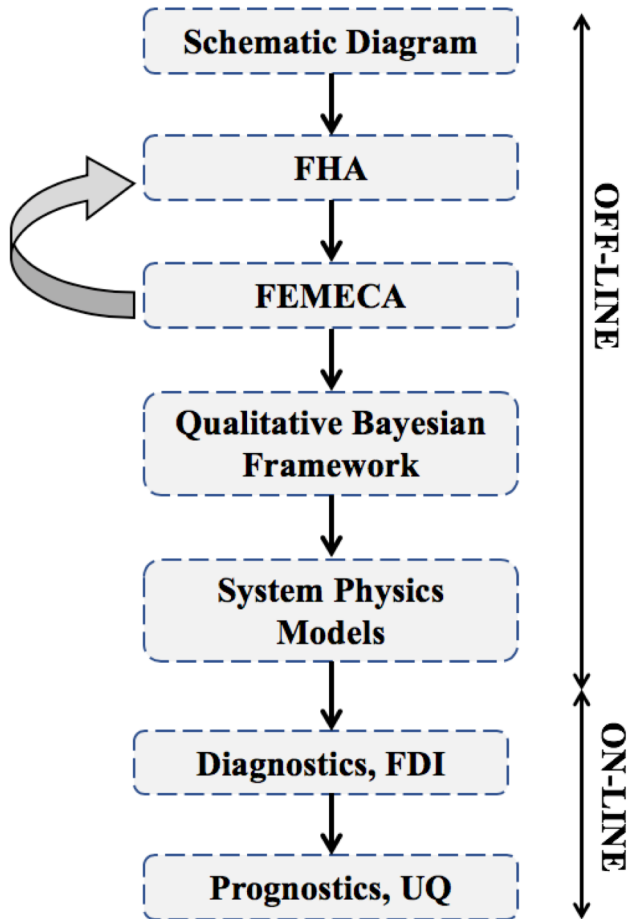 Schematic Diagram
FHA
FEMECA
Qualitative Bayesian
Framework
System Physics
Models
Diagnostics, FDI
Prognostics, UQ
OFF-LINE
ON-LINE